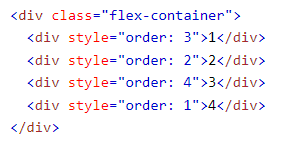 <div class="flex-container">
  <div style="order: 3">1</div>
  <div style="order: 2">2</div>
  <div style="order: 4">3</div>
  <div style="order: 1">4</div>
</div>